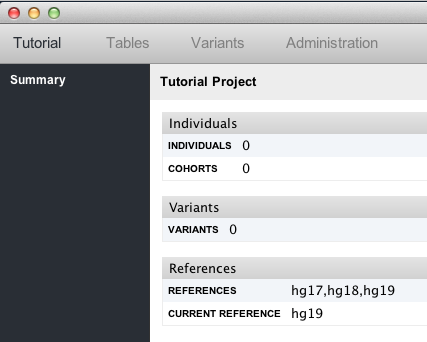 Tutorial Tables Variants Administration
Summary
Tutorial Project
Individuals
INDIVIDUALS 0
COHORTS 0
Variants
VARIANTS 0
References
REFERENCES hg17,hg18,hg19
CURRENT REFERENCE hg19